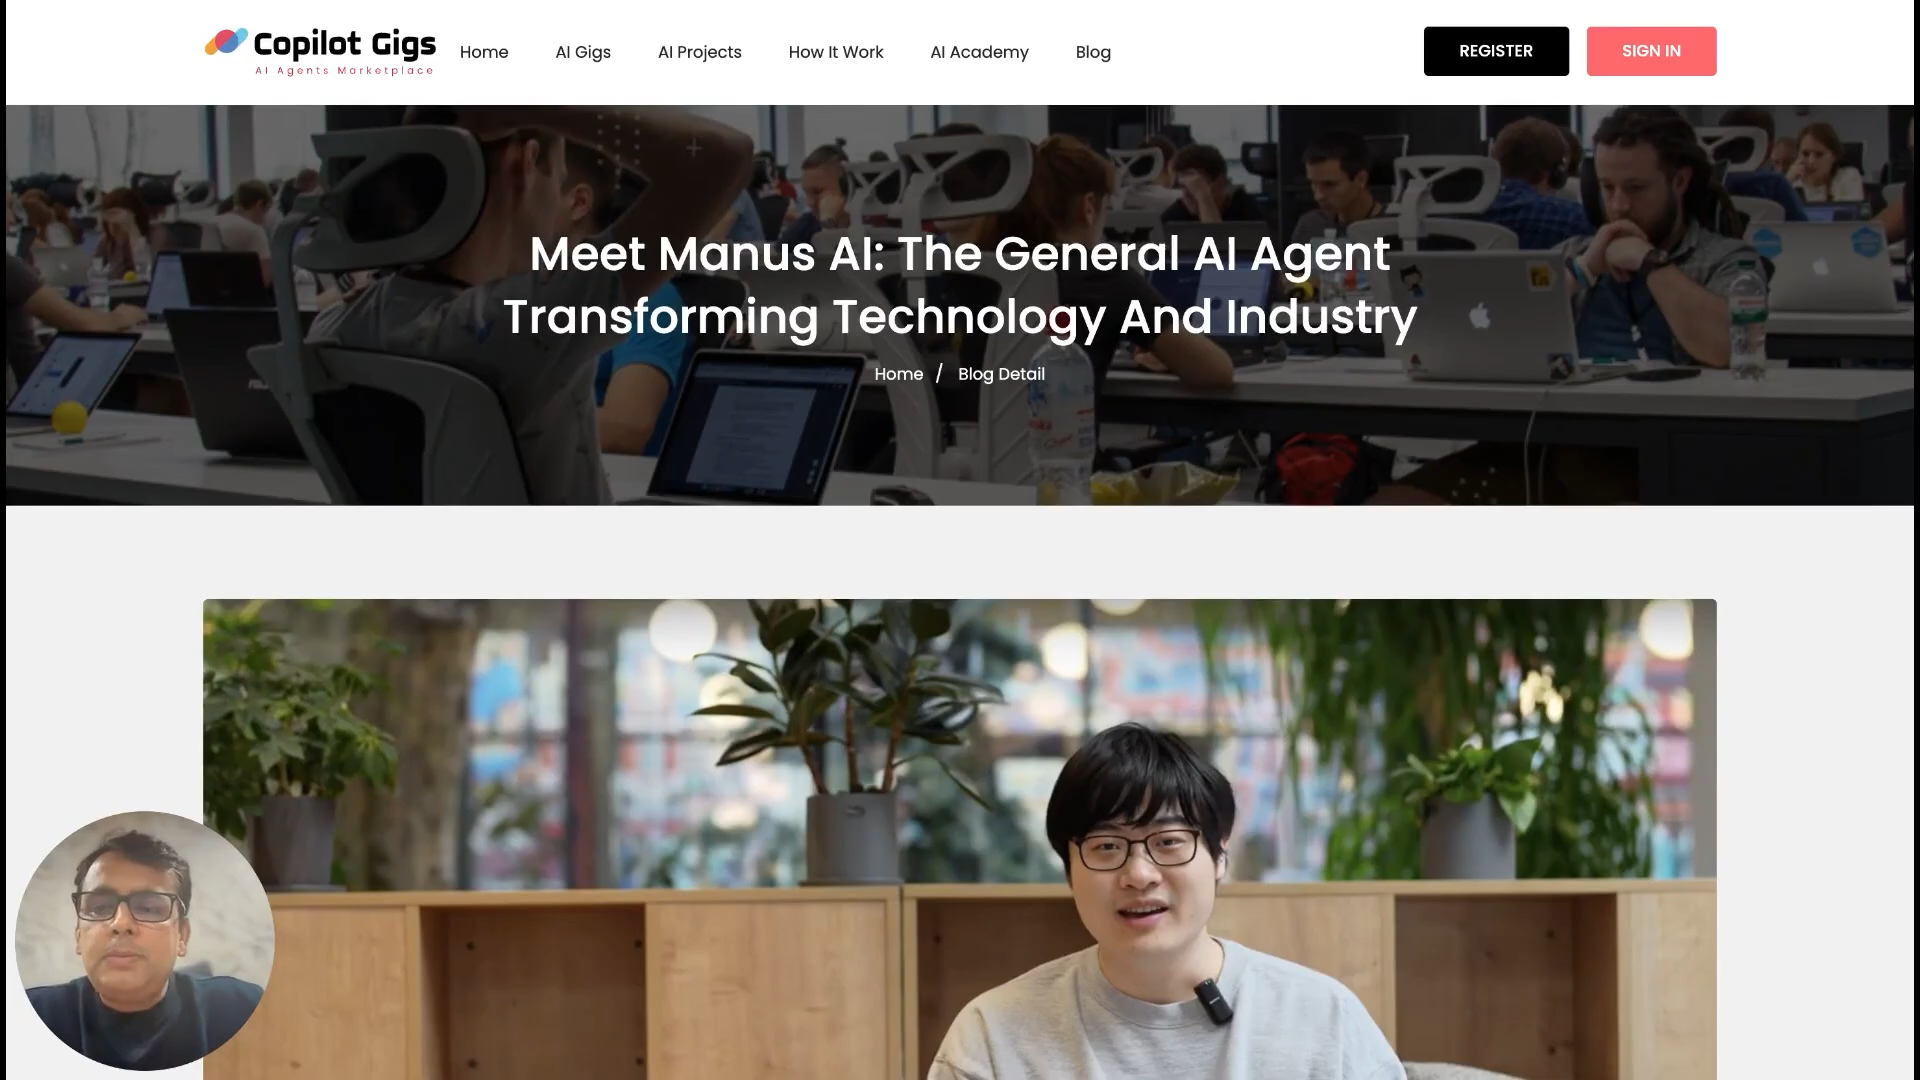 Copilot Gigs
AI Agents Marketplace
Home
AI Gigs
AI Projects
How It Work
AI Academy
Blog
REGISTER
SIGN IN
Meet Manus AI: The General AI Agent
Transforming Technology And Industry
Home / Blog Detail